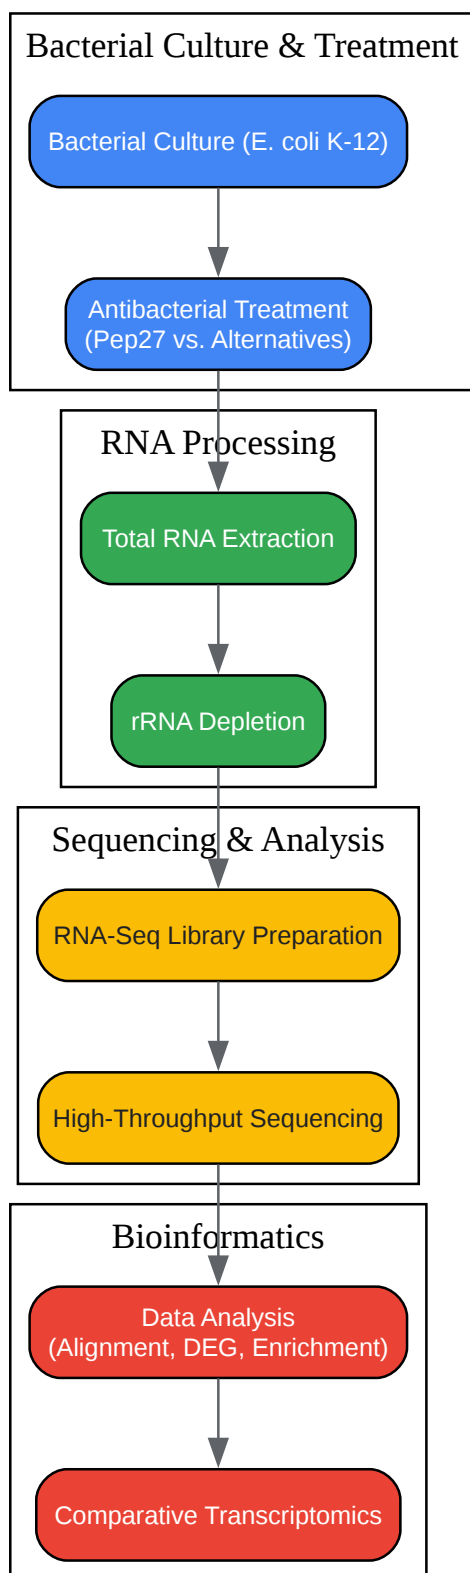 Bacterial Culture & Treatment
Bacterial Culture (E. coli K-12)
Antibacterial Treatment
(Pep27 vs. Alternatives)
RNA Processing
Total RNA Extraction
rRNA Depletion
Sequencing & Analysis
RNA-Seq Library Preparation
High-Throughput Sequencing
Bioinformatics
Data Analysis
(Alignment, DEG, Enrichment)
Comparative Transcriptomics